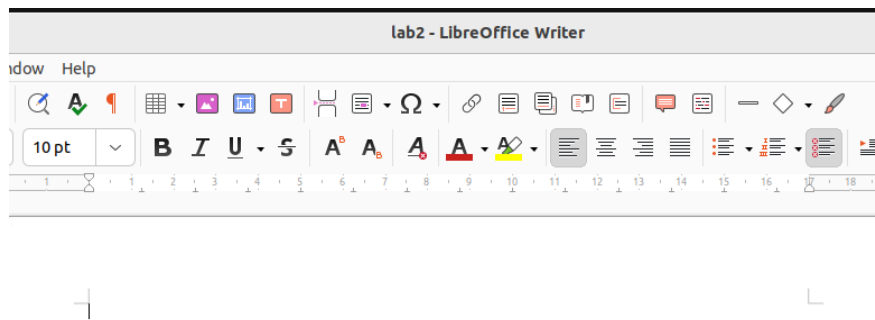 lab2 - LibreOffice Writer
ndow Help
10 pt B I U S A B A B A A A
1 1 2 3 4 5 6 7 8 9 10 11 12 13 14 15 16 17 18